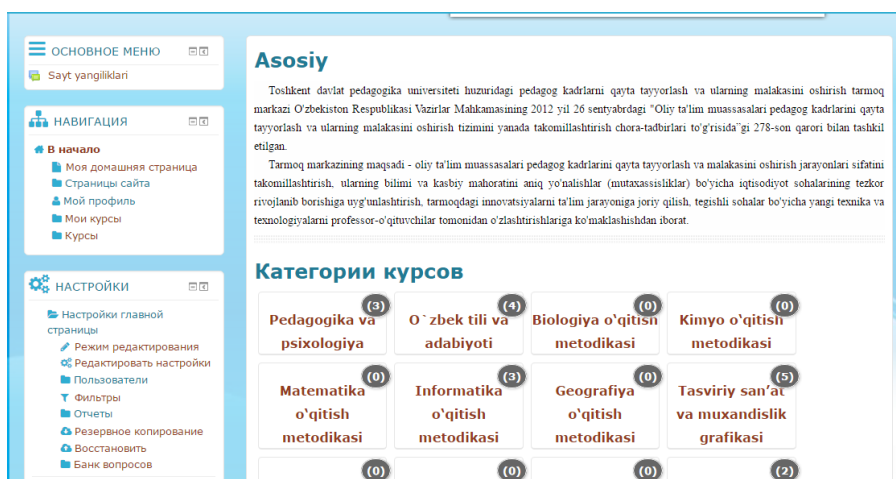 ОСНОВНОЕ МЕНЮ
Sayt yangiliklari
НАВИГАЦИЯ
В начало
Моя домашняя страница
Страницы сайта
Мой профиль
Мои курсы
Курсы
НАСТРОЙКИ
Настройки главной
страницы
Режим редактирования
Редактировать настройки
Пользователи
Фильтры
Отчеты
Резервное копирование
Восстановить
Банк вопросов
Asosiy
Toshkent davlat pedagogika universiteti huzuridagi pedagog kadrlarni qayta tayyorlash va ularning malakasini oshirish tarmoq
markazi O'zbekiston Respublikasi Vazirlar Mahkamasining 2012 yil 26 sentyabrdagi "Oliy ta'lim muassasalari pedagog kadrlarini qayta
tayyorlash va ularning malakasini oshirish tizimini yanada takomillashtirish chora-tadbirlari to'g'risida”gi 278-son qarori bilan tashkil
etilgan.
Tarmoq markazining maqsadi - oliy ta'lim muassasalari pedagog kadrlarini qayta tayyorlash va malakasini oshirish jarayonlari sifatini
takomillashtirish, ularning bilimi va kasbiy mahoratini aniq yo'nalishlar (mutaxassisliklar) bo'yicha iqtisodiyot sohalarining tezkor
rivojlanib borishiga uyg'unlashtirish, tarmoqdagi innovatsiyalarni ta'lim jarayoniga joriy qilish, tegishli sohalar bo'yicha yangi texnika va
texnologiyalarni professor-o'qituvchilar tomonidan o'zlashtirishlariga ko'maklashishdan iborat.
Категории курсов
(3) (4) (0) (0)
Pedagogika va O`zbek tili va Biologiya o‘qitish Kimyo o‘qitish
psixologiya adabiyoti metodikasi metodikasi
(0) (3) (0) (5)
Matematika Informatika Geografiya Tasviriy san’at
o‘qitish o‘qitish o‘qitish va muxandislik
metodikasi metodikasi metodikasi grafikasi
(0) (0) (0) (2)